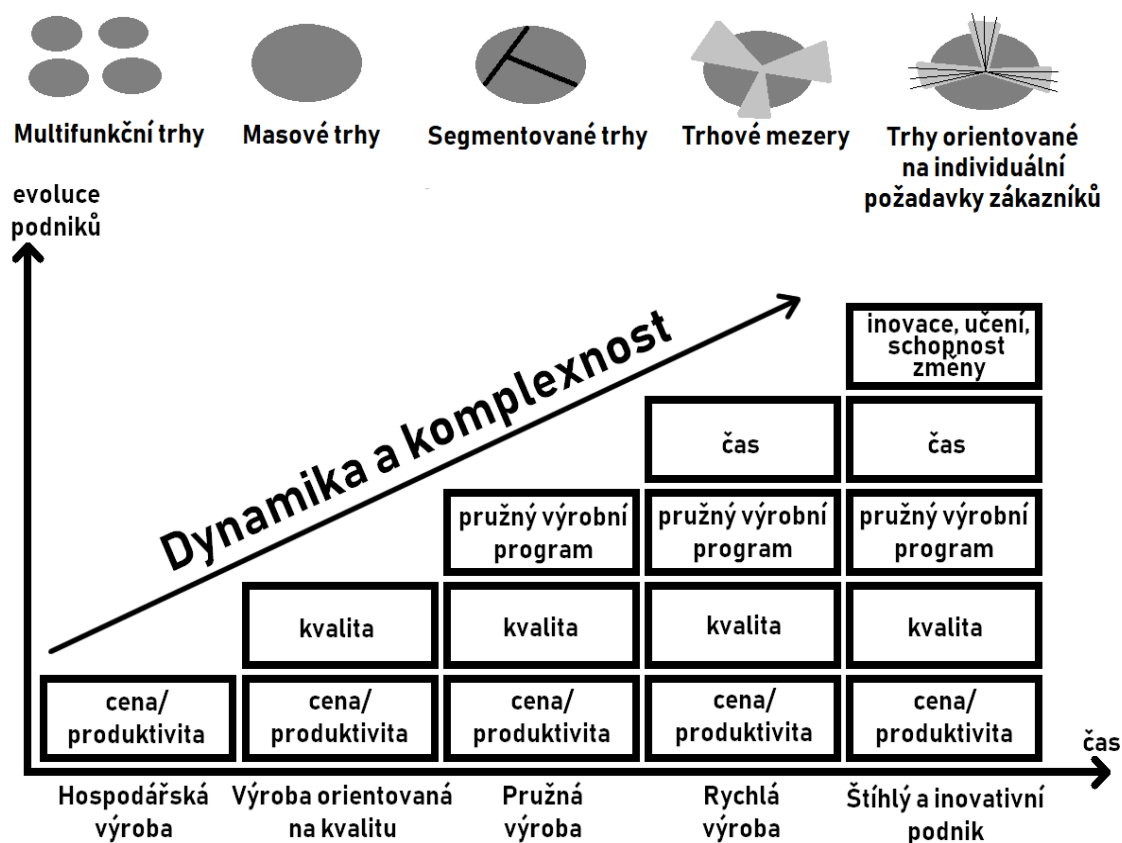 Multifunkční trhy
Masové trhy
Segmentované trhy
Trhové mezery
Trhy orientované
na individuální
požadavky zákazníků
evoluce
podniků
Dynamika a komplexnost
inovace, učení,
schopnost
změny
čas
čas
pružný výrobní
program
pružný výrobní
program
pružný výrobní
program
kvalita
kvalita
kvalita
kvalita
cena/
produktivita
cena/
produktivita
cena/
produktivita
cena/
produktivita
cena/
produktivita
čas
Hospodářská
výroba
Výroba orientovaná
na kvalitu
Pružná
výroba
Rychlá
výroba
Štíhlý a inovativní
podnik